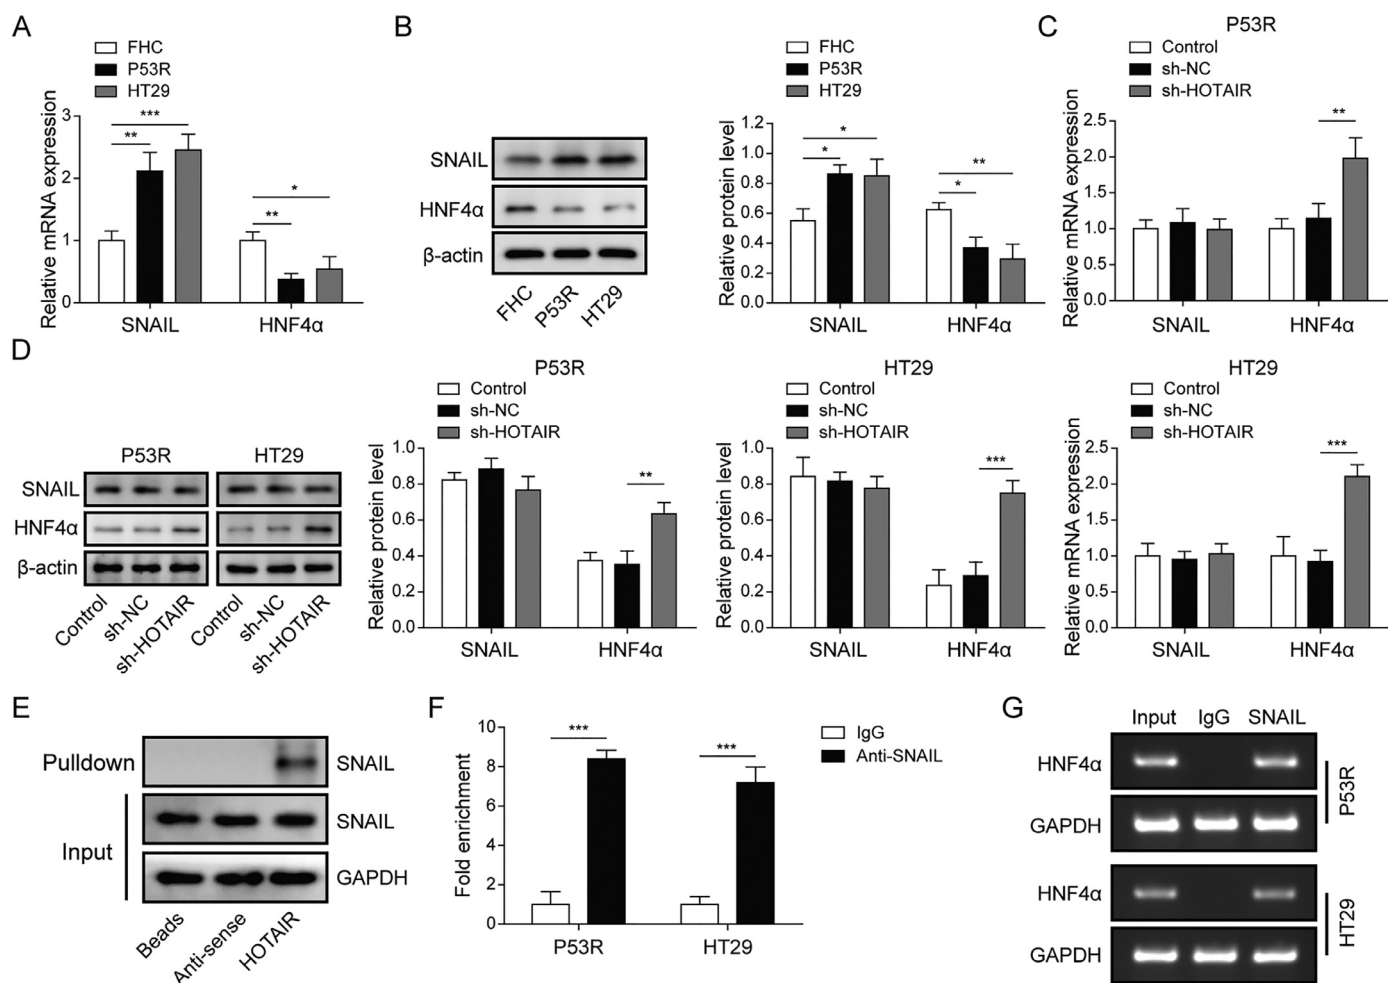 A
FHC
P53R
HT29
Relative mRNA expression
3
2
1
0
***
**
*
**
SNAIL
HNF4α
B
SNAIL
HNF4α
β-actin
FHC
P53R
HT29
FHC
P53R
HT29
Relative protein level
1.2
1.0
0.8
0.6
0.4
0.2
0.0
*
*
**
*
SNAIL
HNF4α
C
P53R
Control
sh-NC
sh-HOTAIR
Relative mRNA expression
2.5
2.0
1.5
1.0
0.5
0.0
**
SNAIL
HNF4α
D
P53R
HT29
SNAIL
HNF4α
β-actin
Control
sh-NC
sh-HOTAIR
Control
sh-NC
sh-HOTAIR
P53R
Control
sh-NC
sh-HOTAIR
Relative protein level
1.0
0.8
0.6
0.4
0.2
0.0
**
SNAIL
HNF4α
HT29
Control
sh-NC
sh-HOTAIR
Relative protein level
1.0
0.8
0.6
0.4
0.2
0.0
***
SNAIL
HNF4α
HT29
Control
sh-NC
sh-HOTAIR
Relative mRNA expression
2.5
2.0
1.5
1.0
0.5
0.0
***
SNAIL
HNF4α
E
Pulldown
SNAIL
Input
SNAIL
GAPDH
Beads
Anti-sense
HOTAIR
F
IgG
Anti-SNAIL
Fold enrichment
10
8
6
4
2
0
***
***
P53R
HT29
G
Input IgG SNAIL
HNF4α
GAPDH
P53R
HNF4α
GAPDH
HT29